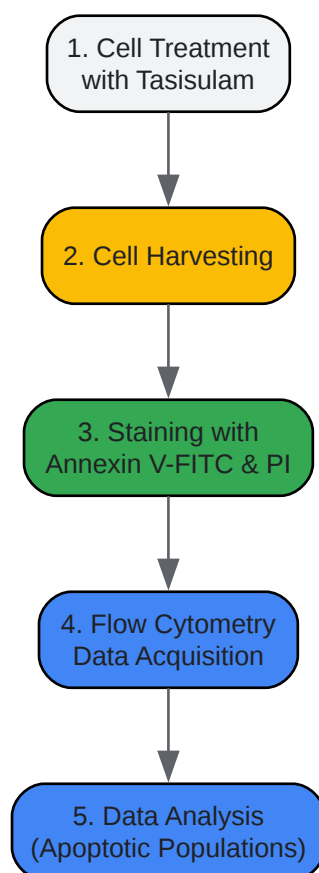 1. Cell Treatment
with Tasisulam
2. Cell Harvesting
3. Staining with
Annexin V-FITC & PI
4. Flow Cytometry
Data Acquisition
5. Data Analysis
(Apoptotic Populations)